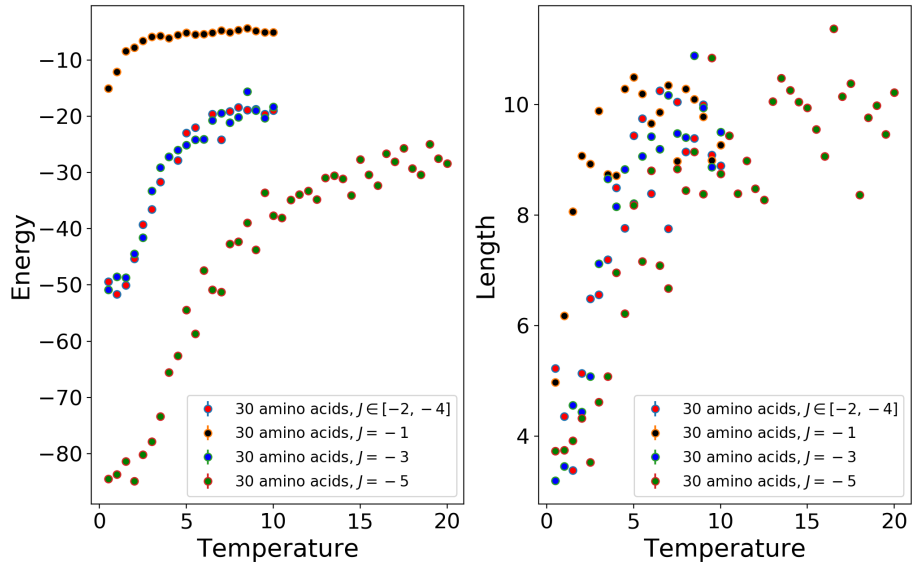 −10
−20
−30
−40
−50
−60
−70
−80
Energy
0
5
10
15
20
Temperature
30 amino acids, J ∈ [−2, −4]
30 amino acids, J = −1
30 amino acids, J = −3
30 amino acids, J = −5
10
8
6
4
Length
0
5
10
15
20
Temperature
30 amino acids, J ∈ [−2, −4]
30 amino acids, J = −1
30 amino acids, J = −3
30 amino acids, J = −5